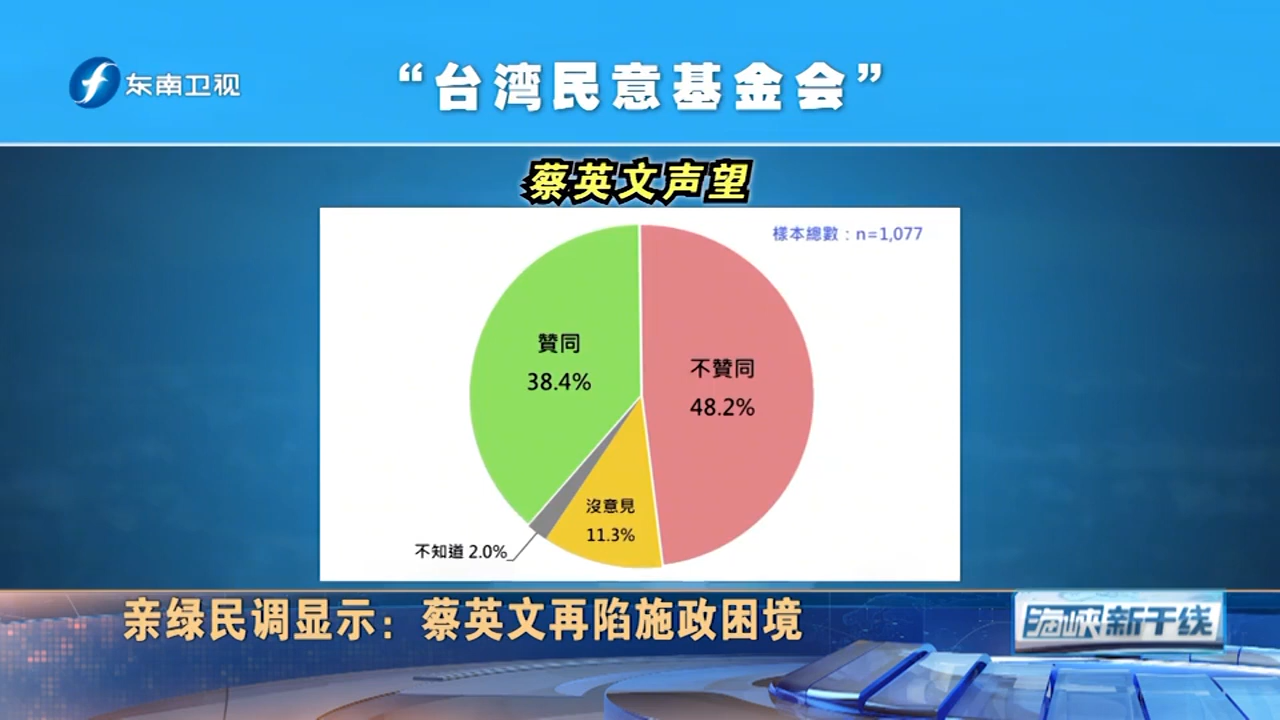 东南卫视
“台湾民意基金会”
蔡英文声望
樣本總數：n=1,077
贊同
38.4%
不贊同
48.2%
沒意見
11.3%
不知道 2.0%
亲绿民调显示：蔡英文再陷施政困境
海峡新干线